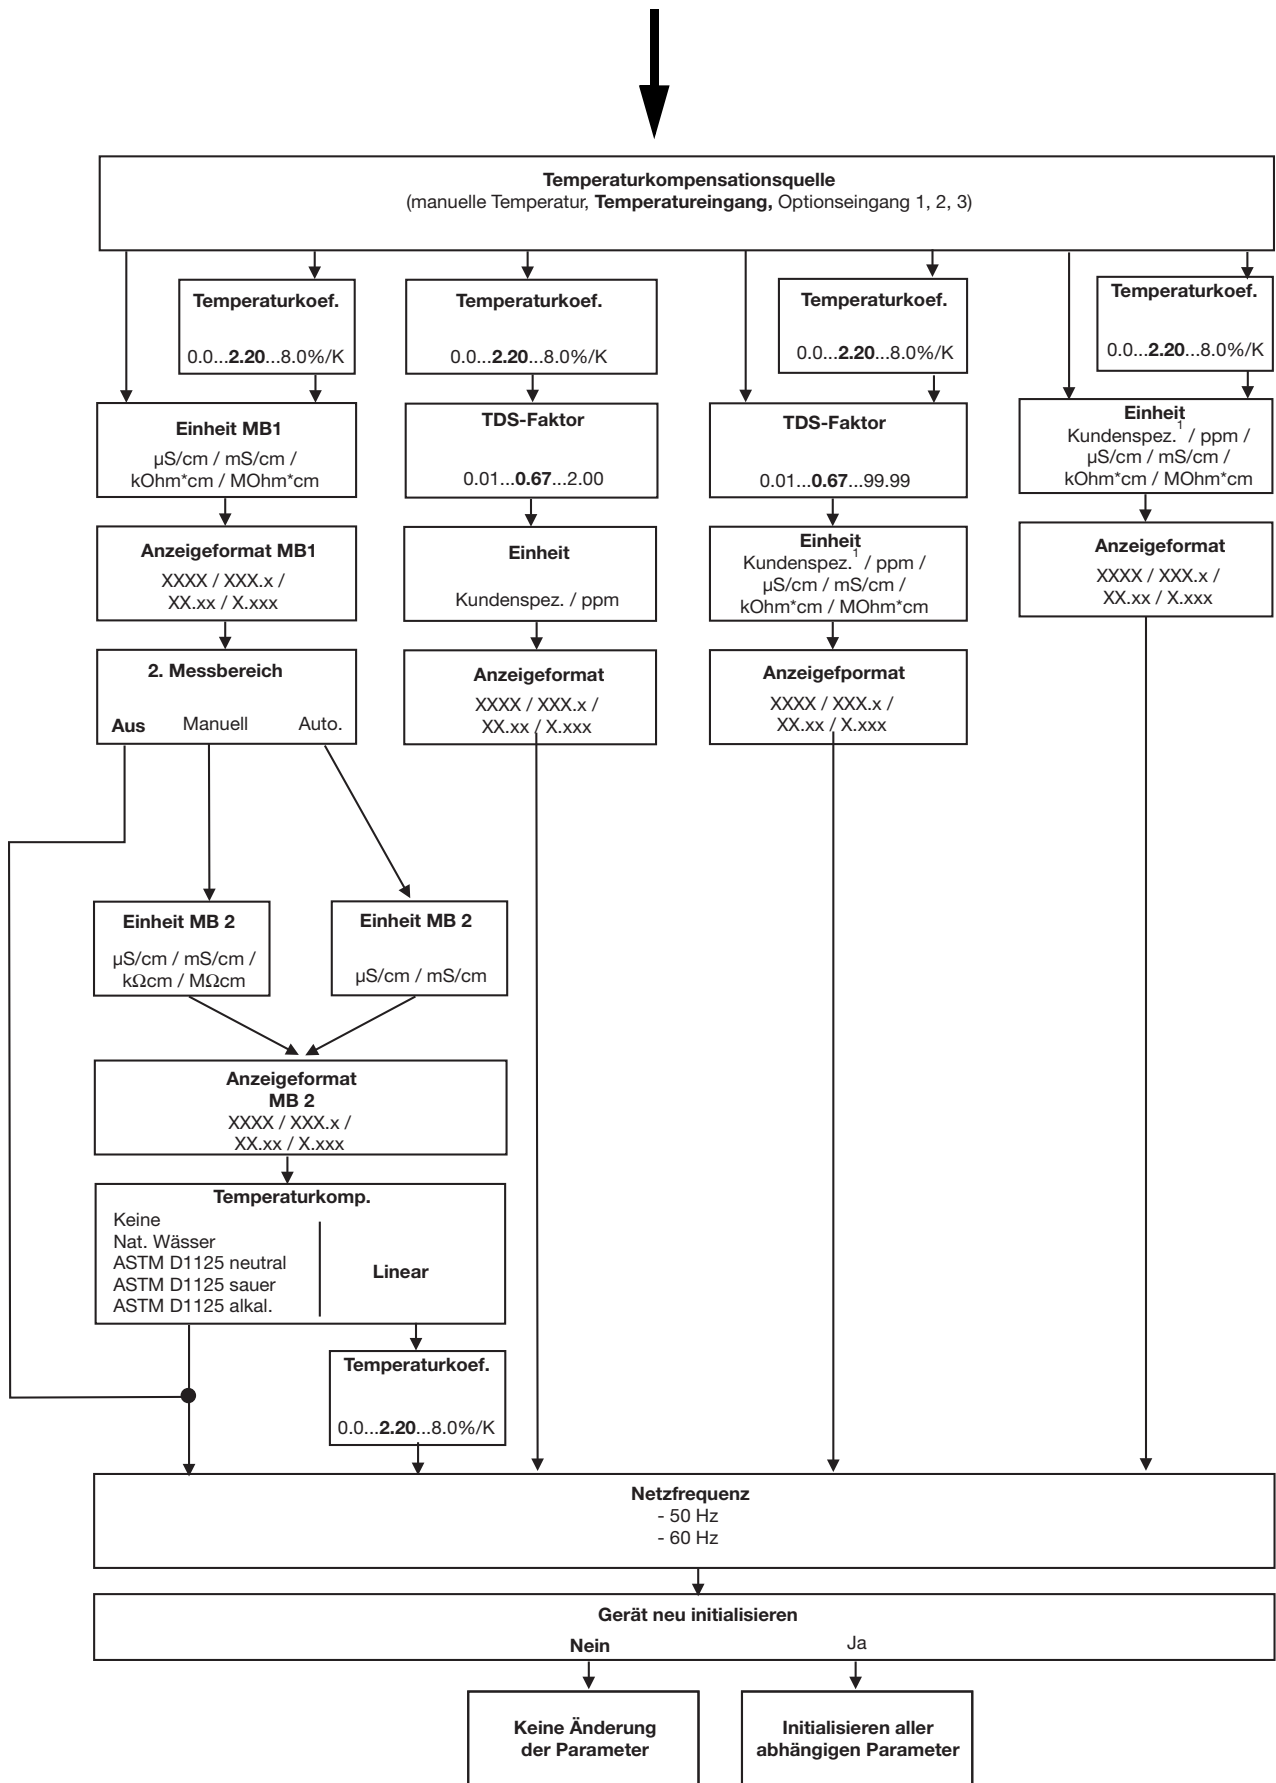 Temperaturkompensationsquelle
(manuelle Temperatur, Temperatureingang, Optionseingang 1, 2, 3)
Temperaturkoef.
0.0...2.20...8.0%/K
Temperaturkoef.
0.0...2.20...8.0%/K
Temperaturkoef.
0.0...2.20...8.0%/K
Temperaturkoef.
0.0...2.20...8.0%/K
Einheit MB1
µS/cm / mS/cm /
kOhm*cm / MOhm*cm
TDS-Faktor
0.01...0.67...2.00
TDS-Faktor
0.01...0.67...99.99
Einheit
Kundenspez.1 / ppm /
µS/cm / mS/cm /
kOhm*cm / MOhm*cm
Anzeigeformat MB1
XXXX / XXX.x /
XX.xx / X.xxx
Einheit
Kundenspez. / ppm
Einheit
Kundenspez.1 / ppm /
µS/cm / mS/cm /
kOhm*cm / MOhm*cm
Anzeigeformat
XXXX / XXX.x /
XX.xx / X.xxx
2. Messbereich
Aus Manuell Auto.
Anzeigeformat
XXXX / XXX.x /
XX.xx / X.xxx
Anzeigefpormat
XXXX / XXX.x /
XX.xx / X.xxx
Einheit MB 2
µS/cm / mS/cm /
kΩcm / MΩcm
Einheit MB 2
µS/cm / mS/cm
Anzeigeformat
MB 2
XXXX / XXX.x /
XX.xx / X.xxx
Temperaturkomp.
Keine
Nat. Wässer
ASTM D1125 neutral
ASTM D1125 sauer
ASTM D1125 alkal.
Linear
Temperaturkoef.
0.0...2.20...8.0%/K
Netzfrequenz
- 50 Hz
- 60 Hz
Gerät neu initialisieren
Nein Ja
Keine Änderung
der Parameter
Initialisieren aller
abhängigen Parameter